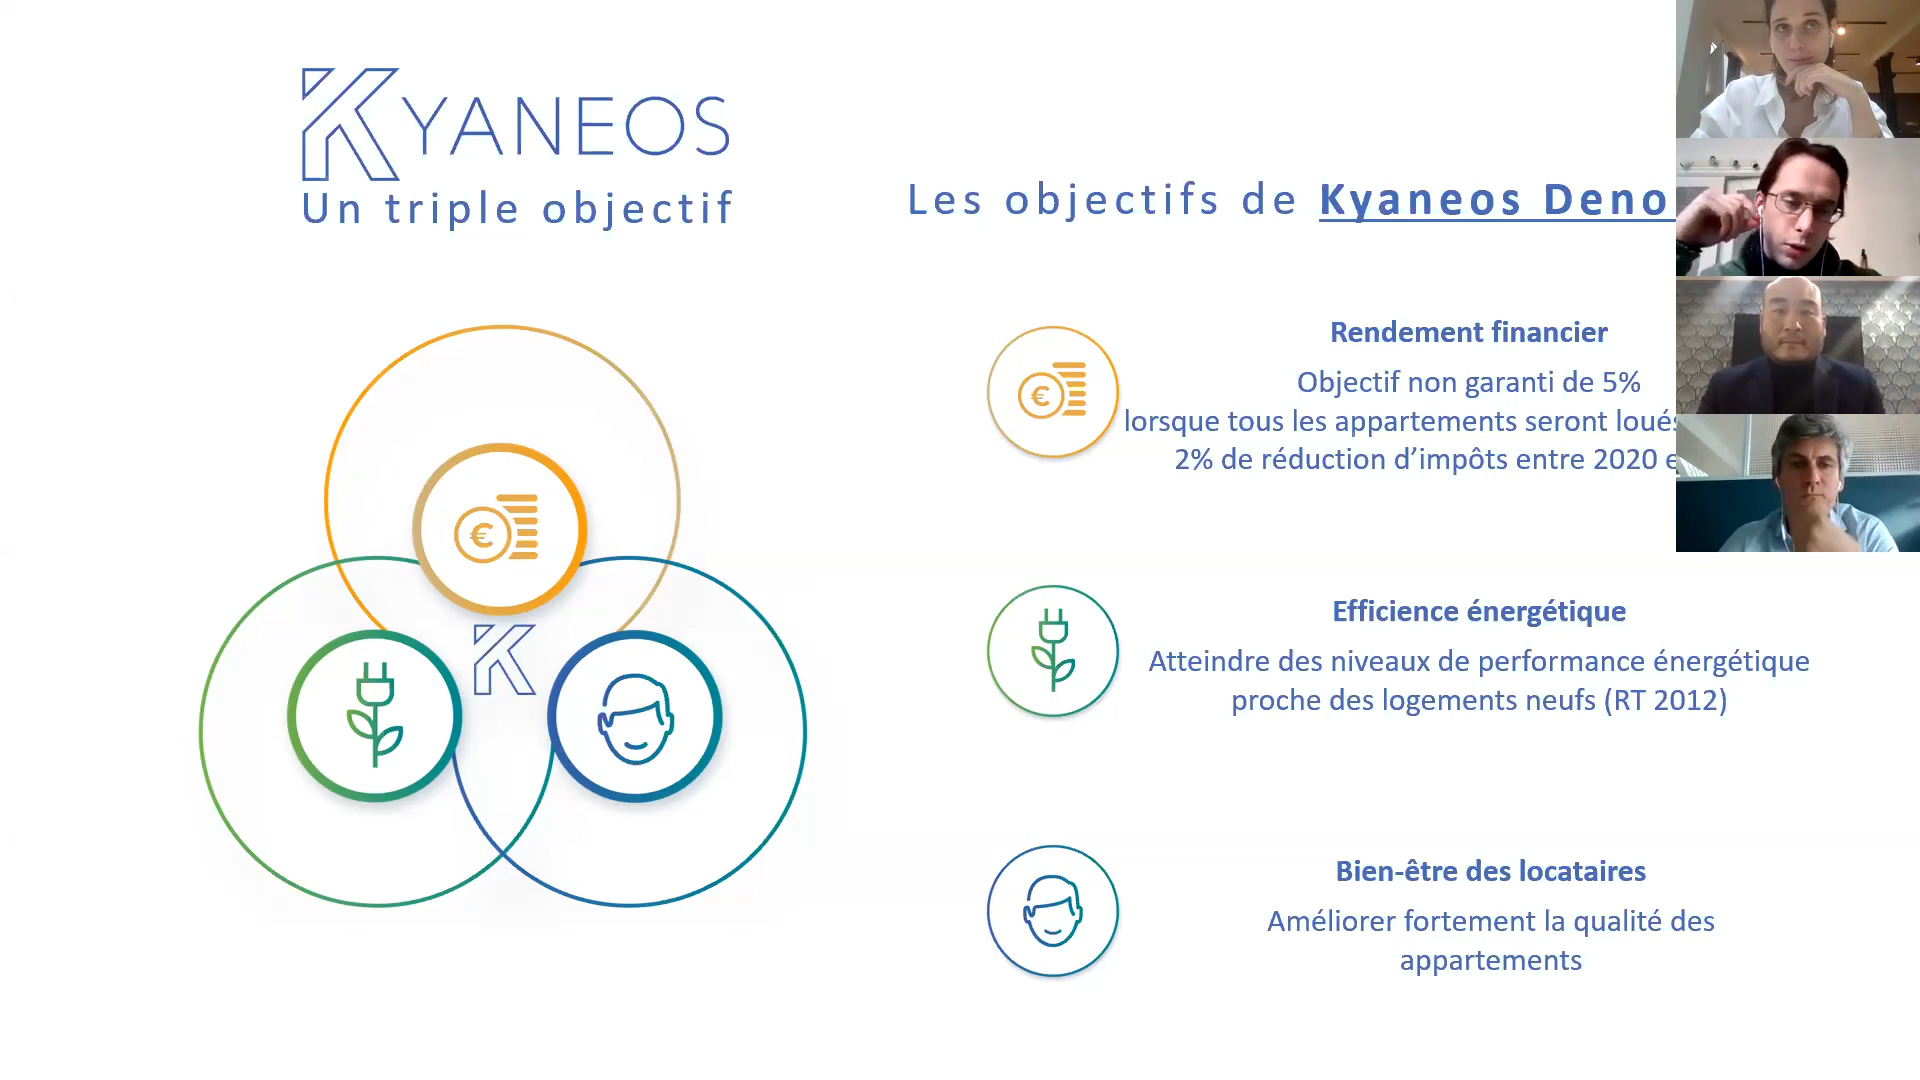 KYANEOS
Un triple objectif
Les objectifs de Kyaneos Deno
Rendement financier
Objectif non garanti de 5%
lorsque tous les appartements seront loués
2% de réduction d'impôts entre 2020 e
Efficience énergétique
Atteindre des niveaux de performance énergétique
proche des logements neufs (RT 2012)
Bien-être des locataires
Améliorer fortement la qualité des
appartements